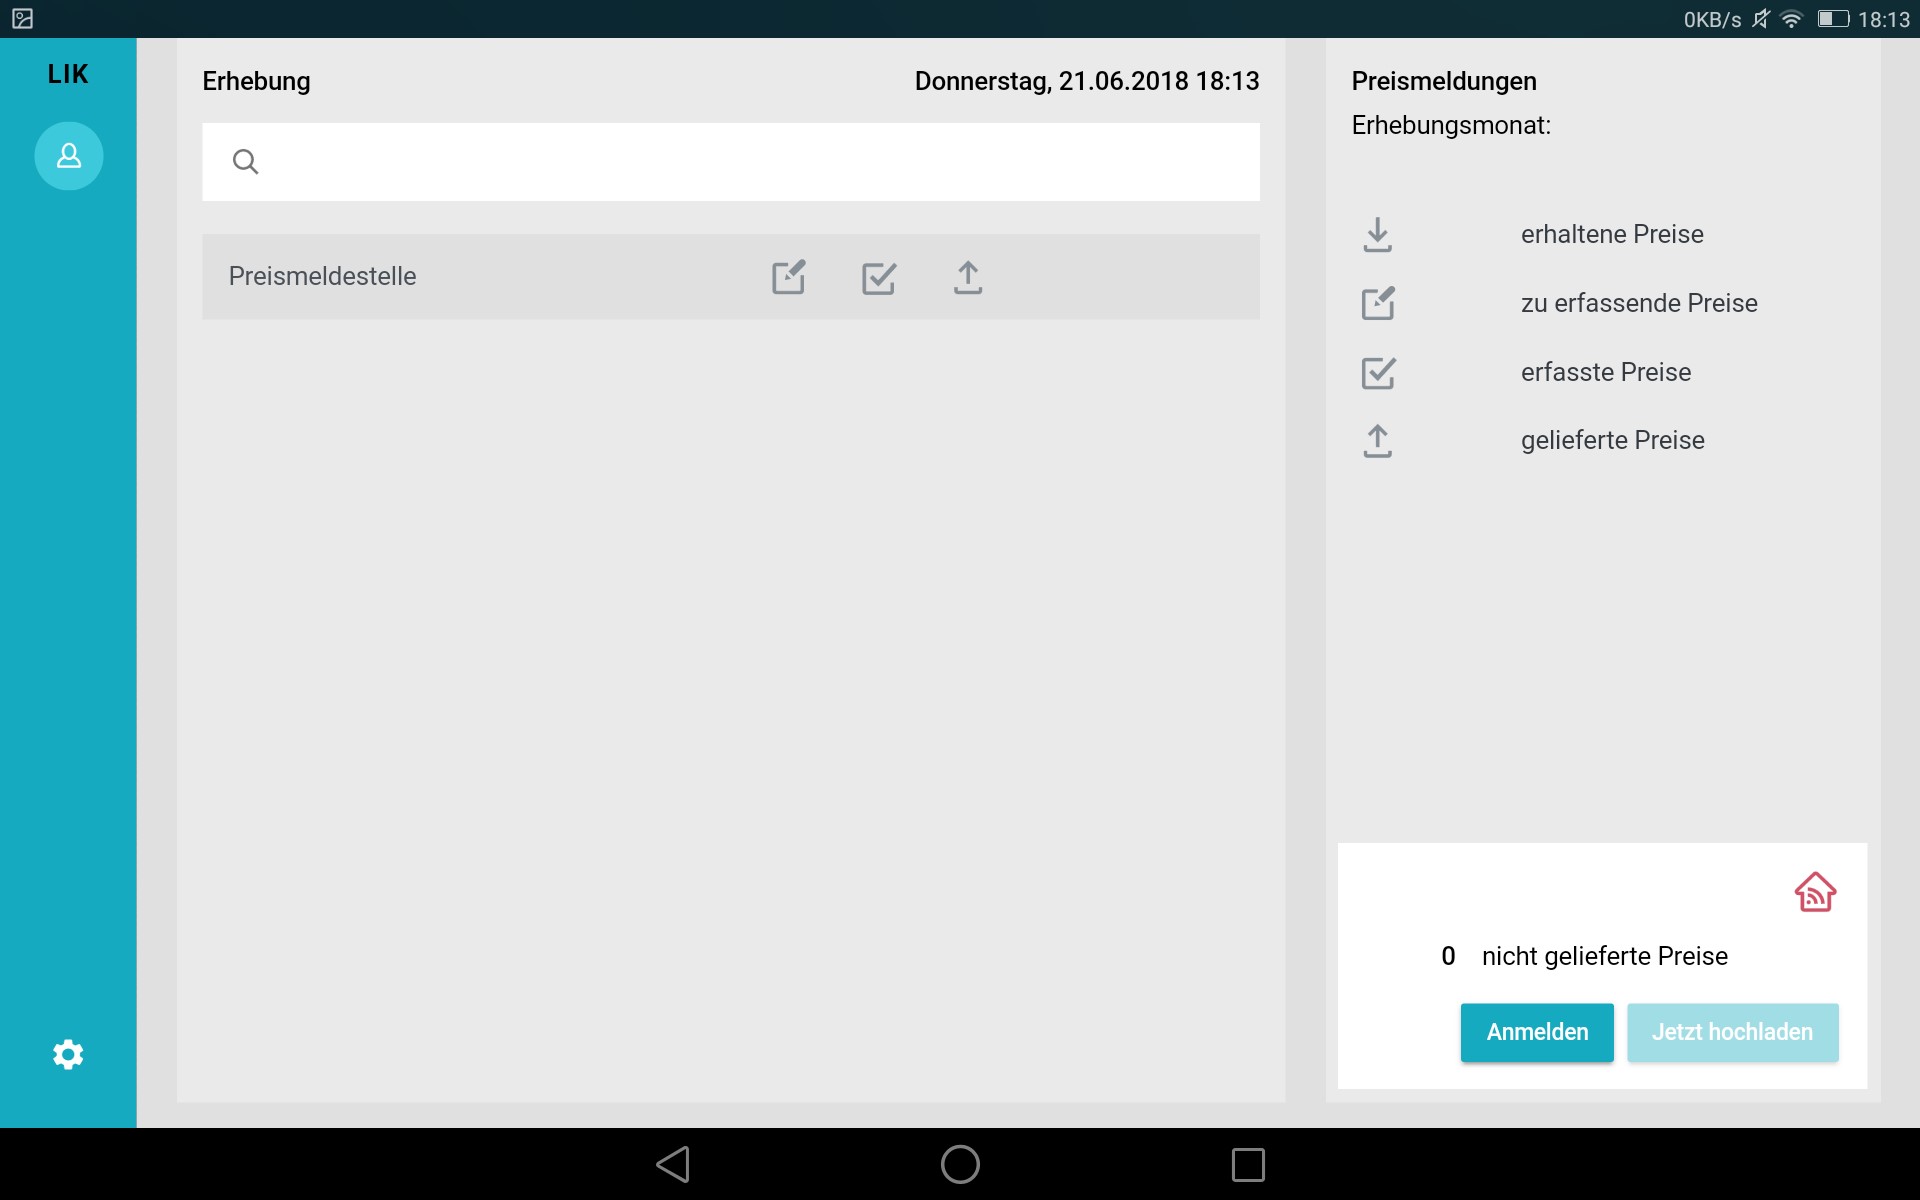 0KB/s 18:13
LIK
Erhebung
Donnerstag, 21.06.2018 18:13
Preismeldestelle
Preismeldungen
Erhebungsmonat:
erhaltene Preise
zu erfassende Preise
erfasste Preise
gelieferte Preise
0 nicht gelieferte Preise
Anmelden
Jetzt hochladen